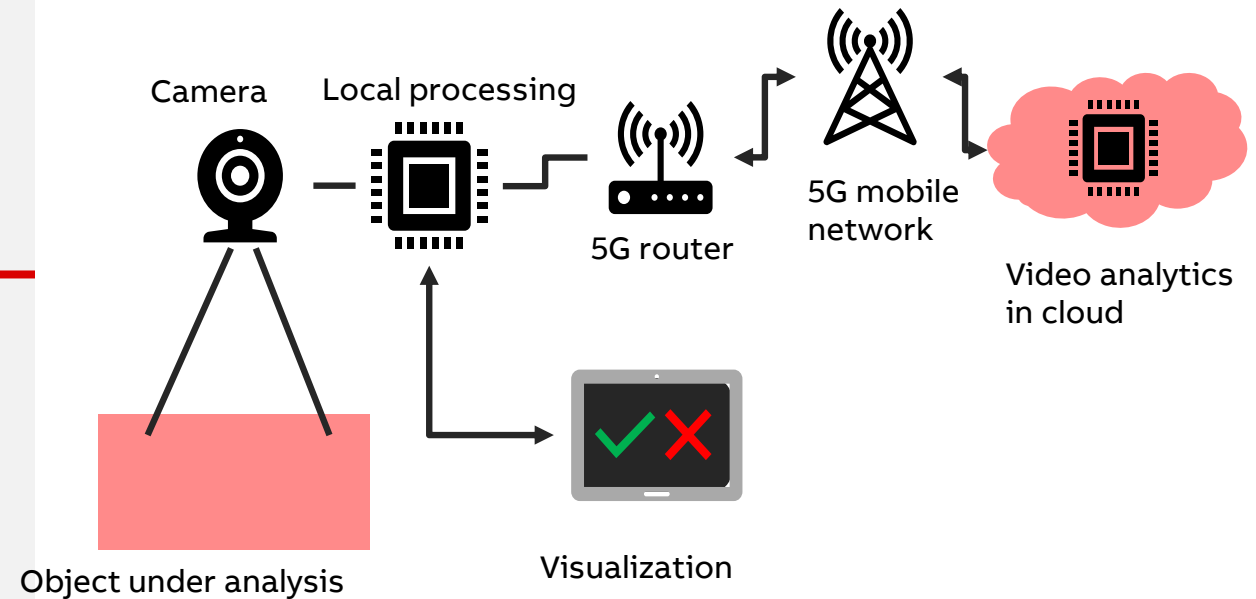 Camera
Local processing
5G router
5G mobile
network
Video analytics
in cloud
Object under analysis
Visualization